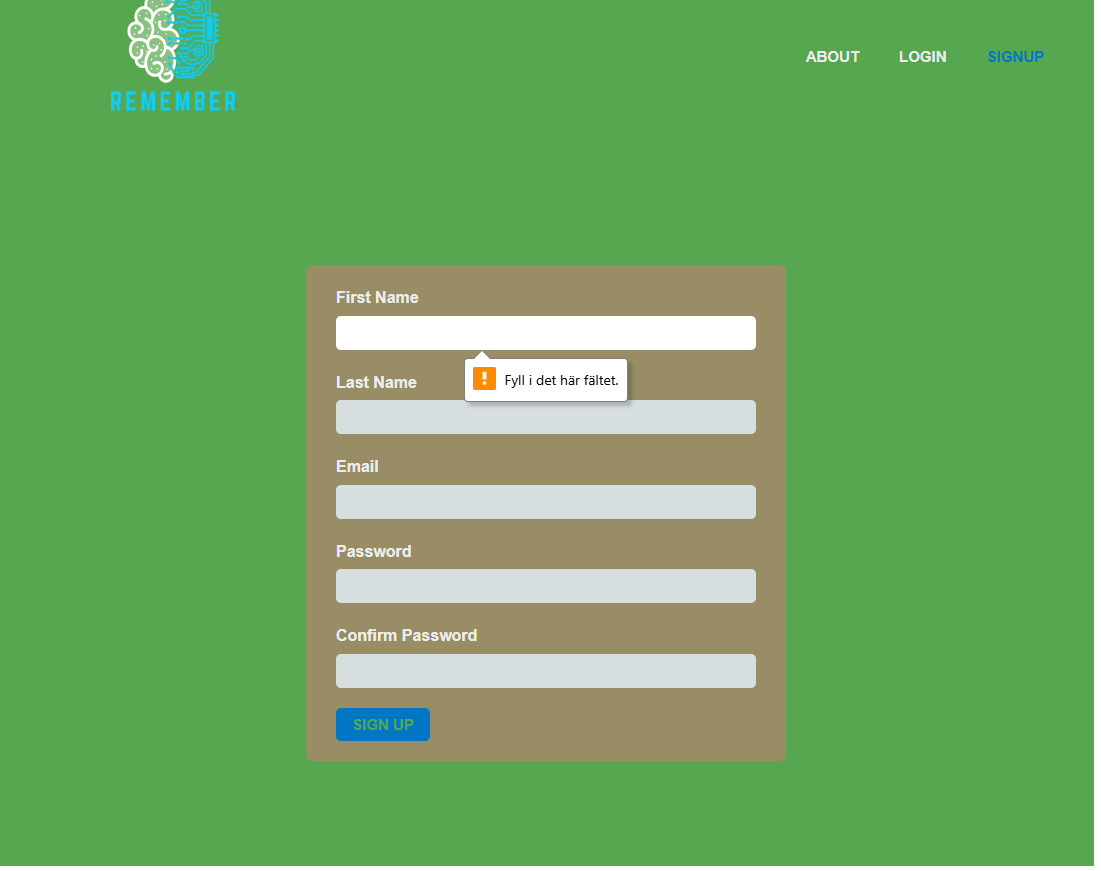 REMEMBER
ABOUT LOGIN SIGNUP
First Name
Fyll i det här fältet.
Last Name
Email
Password
Confirm Password
SIGN UP